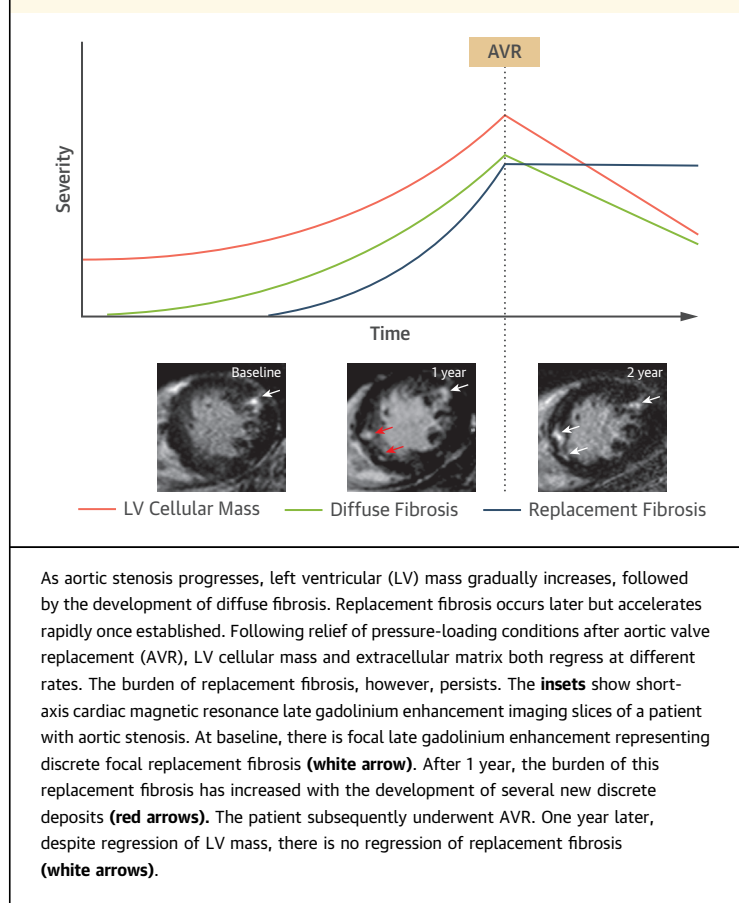 AVR
Severity
Time
Baseline
1 year
2 year
LV Cellular Mass
Diffuse Fibrosis
Replacement Fibrosis
As aortic stenosis progresses, left ventricular (LV) mass gradually increases, followed
by the development of diffuse fibrosis. Replacement fibrosis occurs later but accelerates
rapidly once established. Following relief of pressure-loading conditions after aortic valve
replacement (AVR), LV cellular mass and extracellular matrix both regress at different
rates. The burden of replacement fibrosis, however, persists. The insets show short-
axis cardiac magnetic resonance late gadolinium enhancement imaging slices of a patient
with aortic stenosis. At baseline, there is focal late gadolinium enhancement representing
discrete focal replacement fibrosis (white arrow). After 1 year, the burden of this
replacement fibrosis has increased with the development of several new discrete
deposits (red arrows). The patient subsequently underwent AVR. One year later,
despite regression of LV mass, there is no regression of replacement fibrosis
(white arrows).